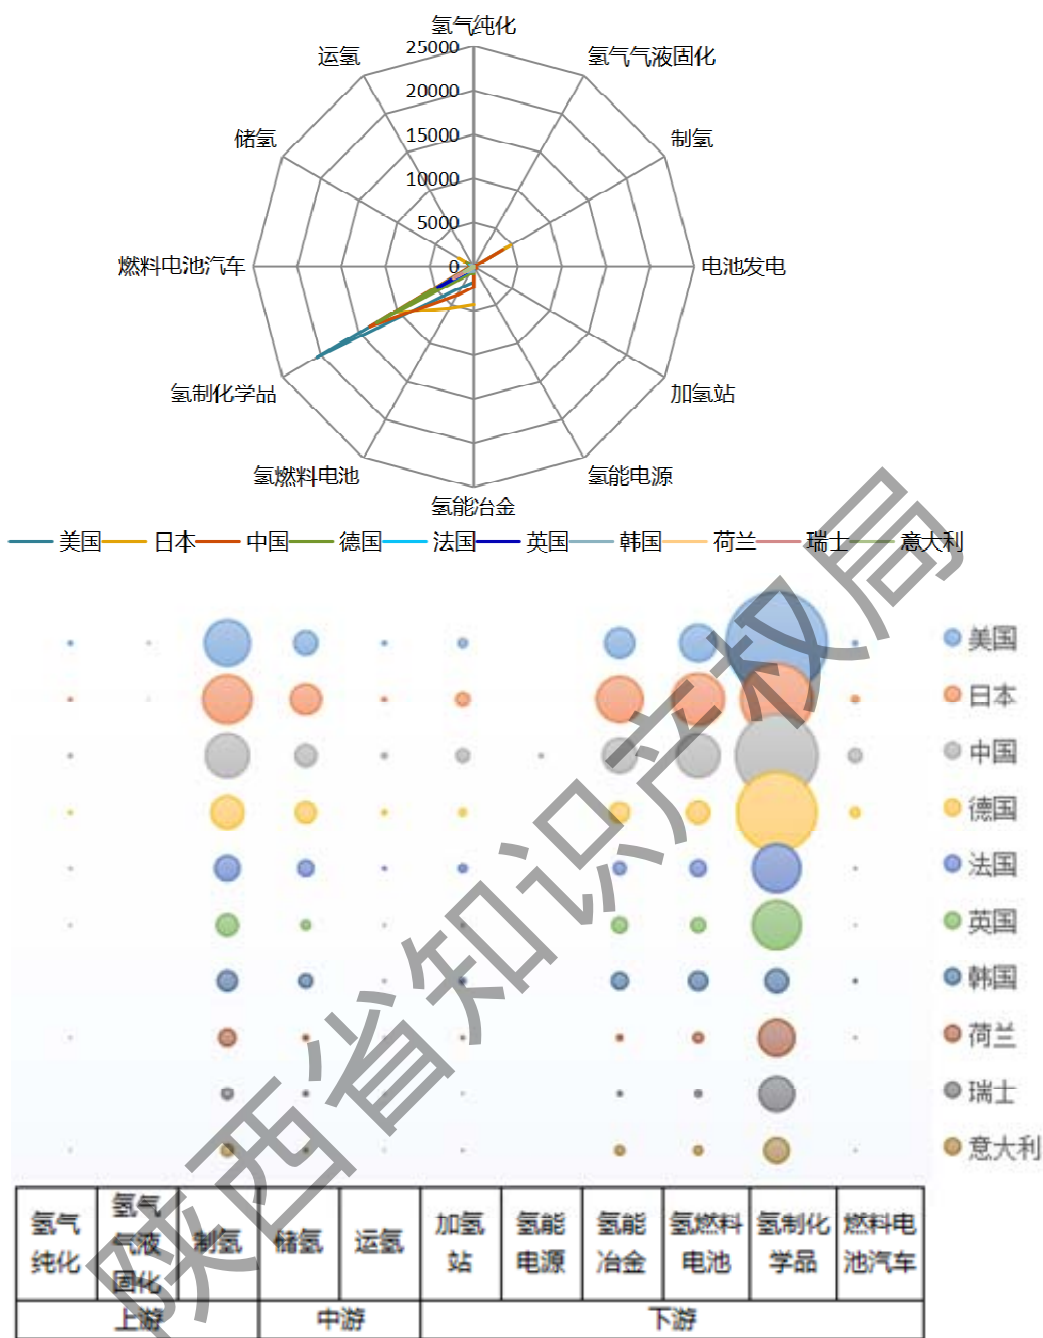 氢气纯化
25000
运氢
氢气气液固化
20000
储氢
15000
制氢
10000
5000
燃料电池汽车
0
电池发电
氢制化学品
加氢站
氢燃料电池
氢能电源
氢能冶金
美国 日本 中国 德国 法国 英国 韩国 荷兰 瑞士 意大利
美国
日本
中国
德国
法国
英国
韩国
荷兰
瑞士
意大利
氢气
纯化
氢气
气液
固化
制氢
储氢
运氢
加氢
站
氢能
电源
氢能
冶金
氢燃料
电池
氢制化
学品
燃料电
池汽车
上游 中游 下游
陕西省知识产权局